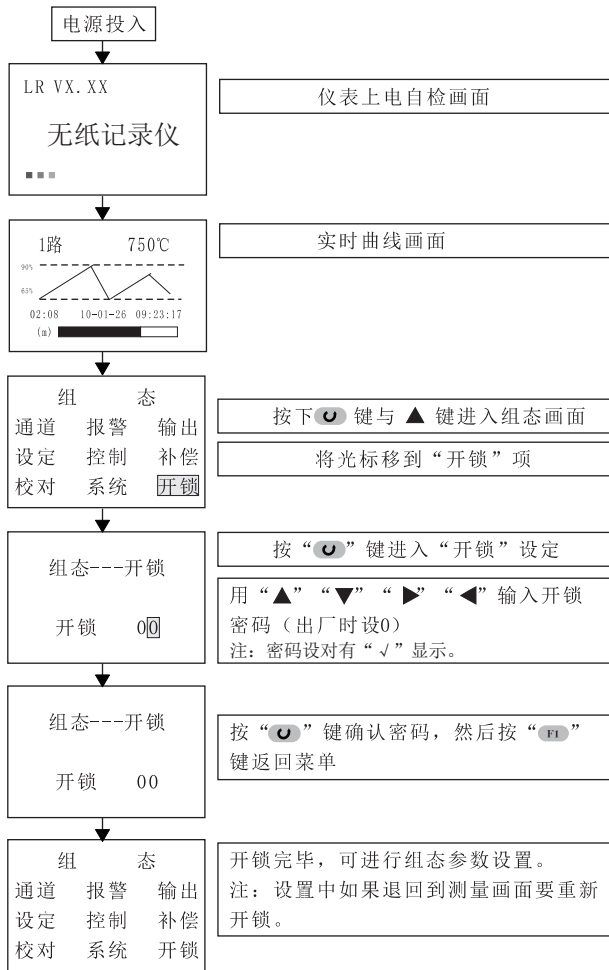 电源投入
LR VX.XX
无纸记录仪
仪表上电自检画面
1路 750℃
90%
65%
02:08 10-01-26 09:23:17
(m)
实时曲线画面
组 态
通道 报警 输出
设定 控制 补偿
校对 系统 开锁
按下 键与 ▲ 键进入组态画面
将光标移到“开锁”项
组态---开锁
开锁 00
按“ ”键进入“开锁”设定
用“▲”“▼”“▶”“◀”输入开锁
密码（出厂时设0）
注：密码设对有“√”显示。
组态---开锁
开锁 00
按“ ”键确认密码，然后按“F1”
键返回菜单
组 态
通道 报警 输出
设定 控制 补偿
校对 系统 开锁
开锁完毕，可进行组态参数设置。
注：设置中如果退回到测量画面要重新
开锁。